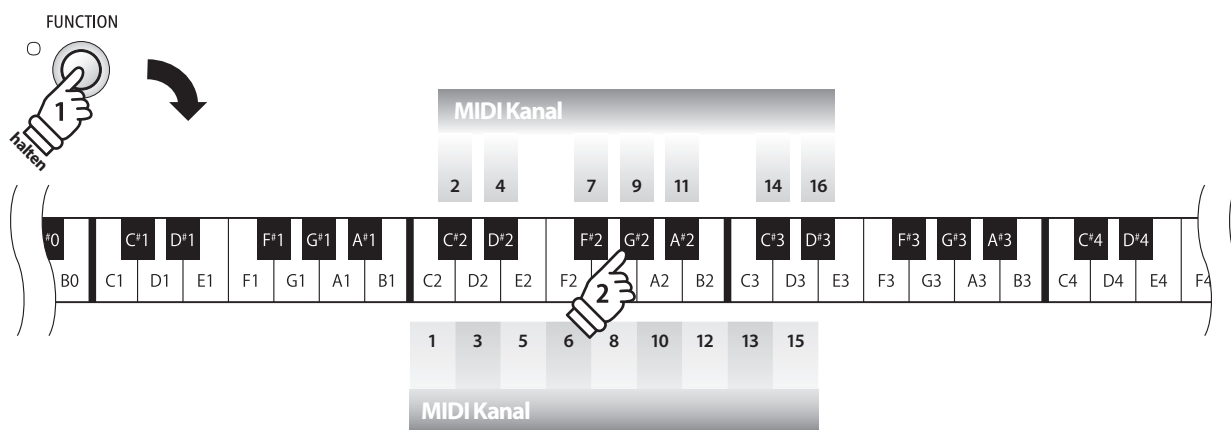 FUNCTION
1
halten
MIDI Kanal
2 4 7 9 11 14 16
#0 C#1 D#1 F#1 G#1 A#1 C#2 D#2 F#2 G#2 A#2 C#3 D#3 F#3 G#3 A#3 C#4 D#4
B0 C1 D1 E1 F1 G1 A1 B1 C2 D2 E2 F2 A2 B2 C3 D3 E3 F3 G3 A3 B3 C4 D4 E4 F4
2
1 3 5 6 8 10 12 13 15
MIDI Kanal